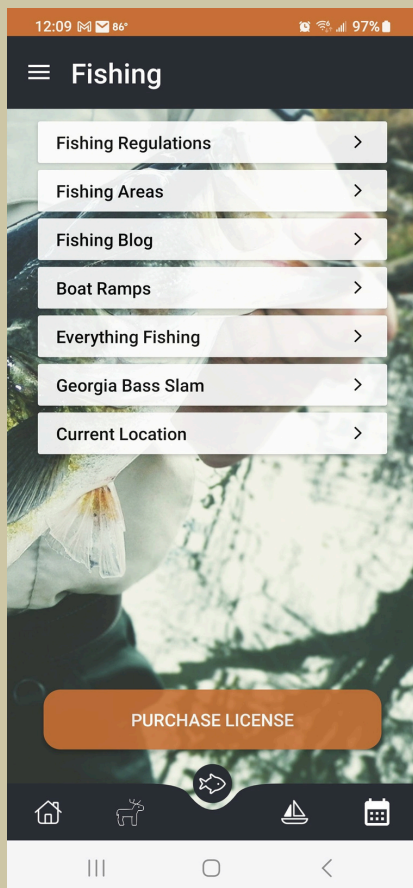 12:09 86° 97%
Fishing
Fishing Regulations
Fishing Areas
Fishing Blog
Boat Ramps
Everything Fishing
Georgia Bass Slam
Current Location
PURCHASE LICENSE